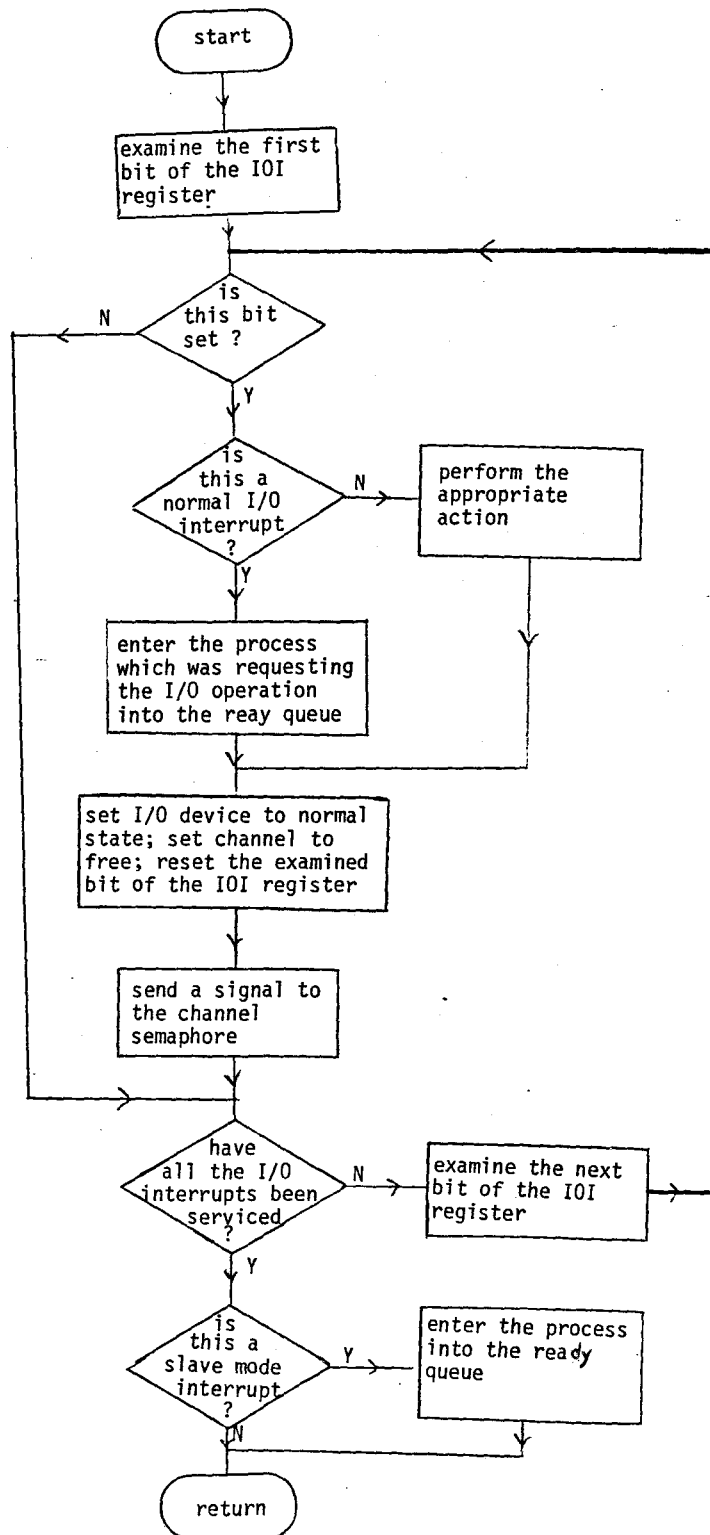 start
examine the first
bit of the IOI
register
is
this bit
set ?
N
Y
is
this a
normal I/O
interrupt
?
N
perform the
appropriate
action
Y
enter the process
which was requesting
the I/O operation
into the reay queue
set I/O device to normal
state; set channel to
free; reset the examined
bit of the IOI register
send a signal to
the channel
semaphore
have
all the I/O
interrupts been
serviced
?
N
examine the next
bit of the IOI
register
Y
is
this a
slave mode
interrupt
?
Y
enter the process
into the ready
queue
N
return